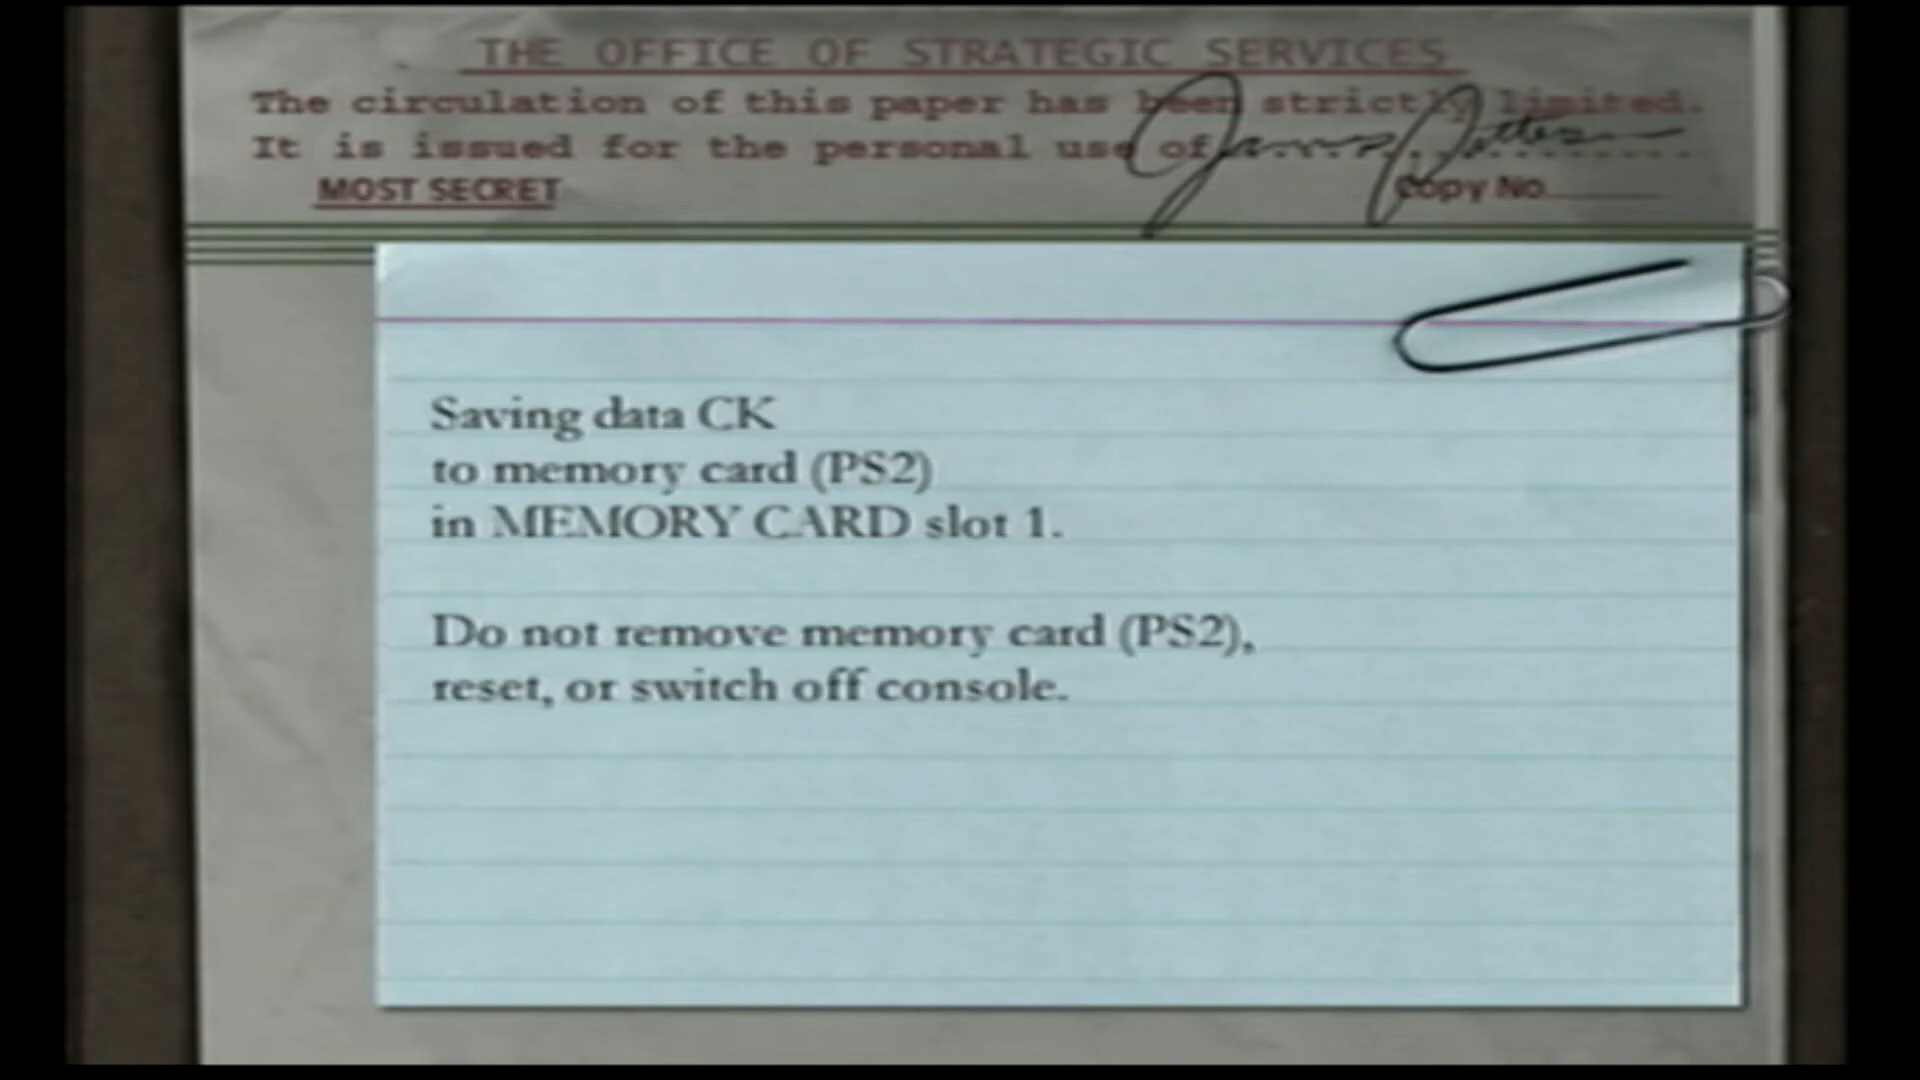 THE OFFICE OF STRATEGIC SERVICES
The circulation of this paper has been strictly limited.
It is issued for the personal use of James Patterson
MOST SECRET
Copy No
Saving data CK
to memory card (PS2)
in MEMORY CARD slot 1.
Do not remove memory card (PS2),
reset, or switch off console.